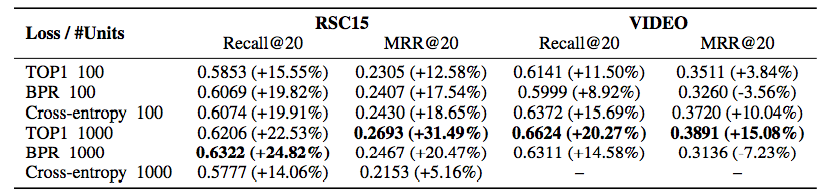 Loss / #Units RSC15 VIDEO
Recall@20 MRR@20 Recall@20 MRR@20
TOP1 100 0.5853 (+15.55%) 0.2305 (+12.58%) 0.6141 (+11.50%) 0.3511 (+3.84%)
BPR 100 0.6069 (+19.82%) 0.2407 (+17.54%) 0.5999 (+8.92%) 0.3260 (-3.56%)
Cross-entropy 100 0.6074 (+19.91%) 0.2430 (+18.65%) 0.6372 (+15.69%) 0.3720 (+10.04%)
TOP1 1000 0.6206 (+22.53%) 0.2693 (+31.49%) 0.6624 (+20.27%) 0.3891 (+15.08%)
BPR 1000 0.6322 (+24.82%) 0.2467 (+20.47%) 0.6311 (+14.58%) 0.3136 (-7.23%)
Cross-entropy 1000 0.5777 (+14.06%) 0.2153 (+5.16%) – –